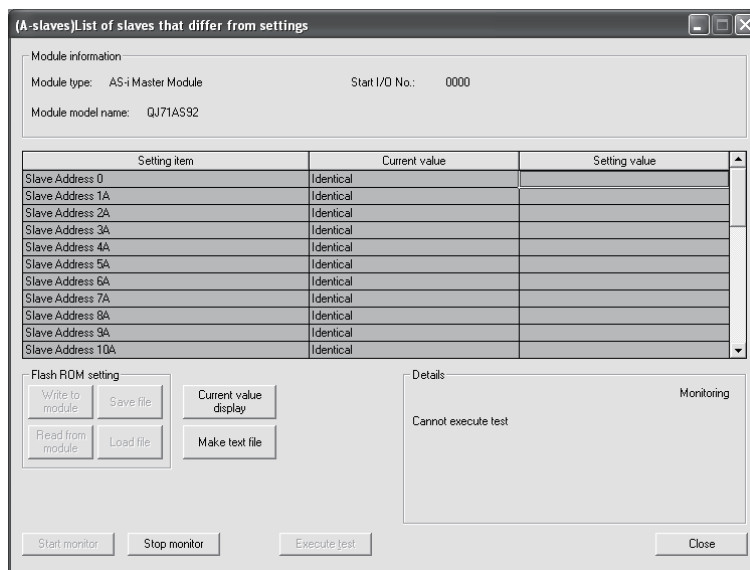 (A-slaves)List of slaves that differ from settings
Module information
Module type: AS-i Master Module Start I/O No.: 0000
Module model name: QJ71AS92
Setting item Current value Setting value
Slave Address 0 Identical
Slave Address 1A Identical
Slave Address 2A Identical
Slave Address 3A Identical
Slave Address 4A Identical
Slave Address 5A Identical
Slave Address 6A Identical
Slave Address 7A Identical
Slave Address 8A Identical
Slave Address 9A Identical
Slave Address 10A Identical
Flash ROM setting
Write to
module
Save file
Read from
module
Load file
Current value
display
Make text file
Details
Monitoring
Cannot execute test
Start monitor Stop monitor Execute test Close